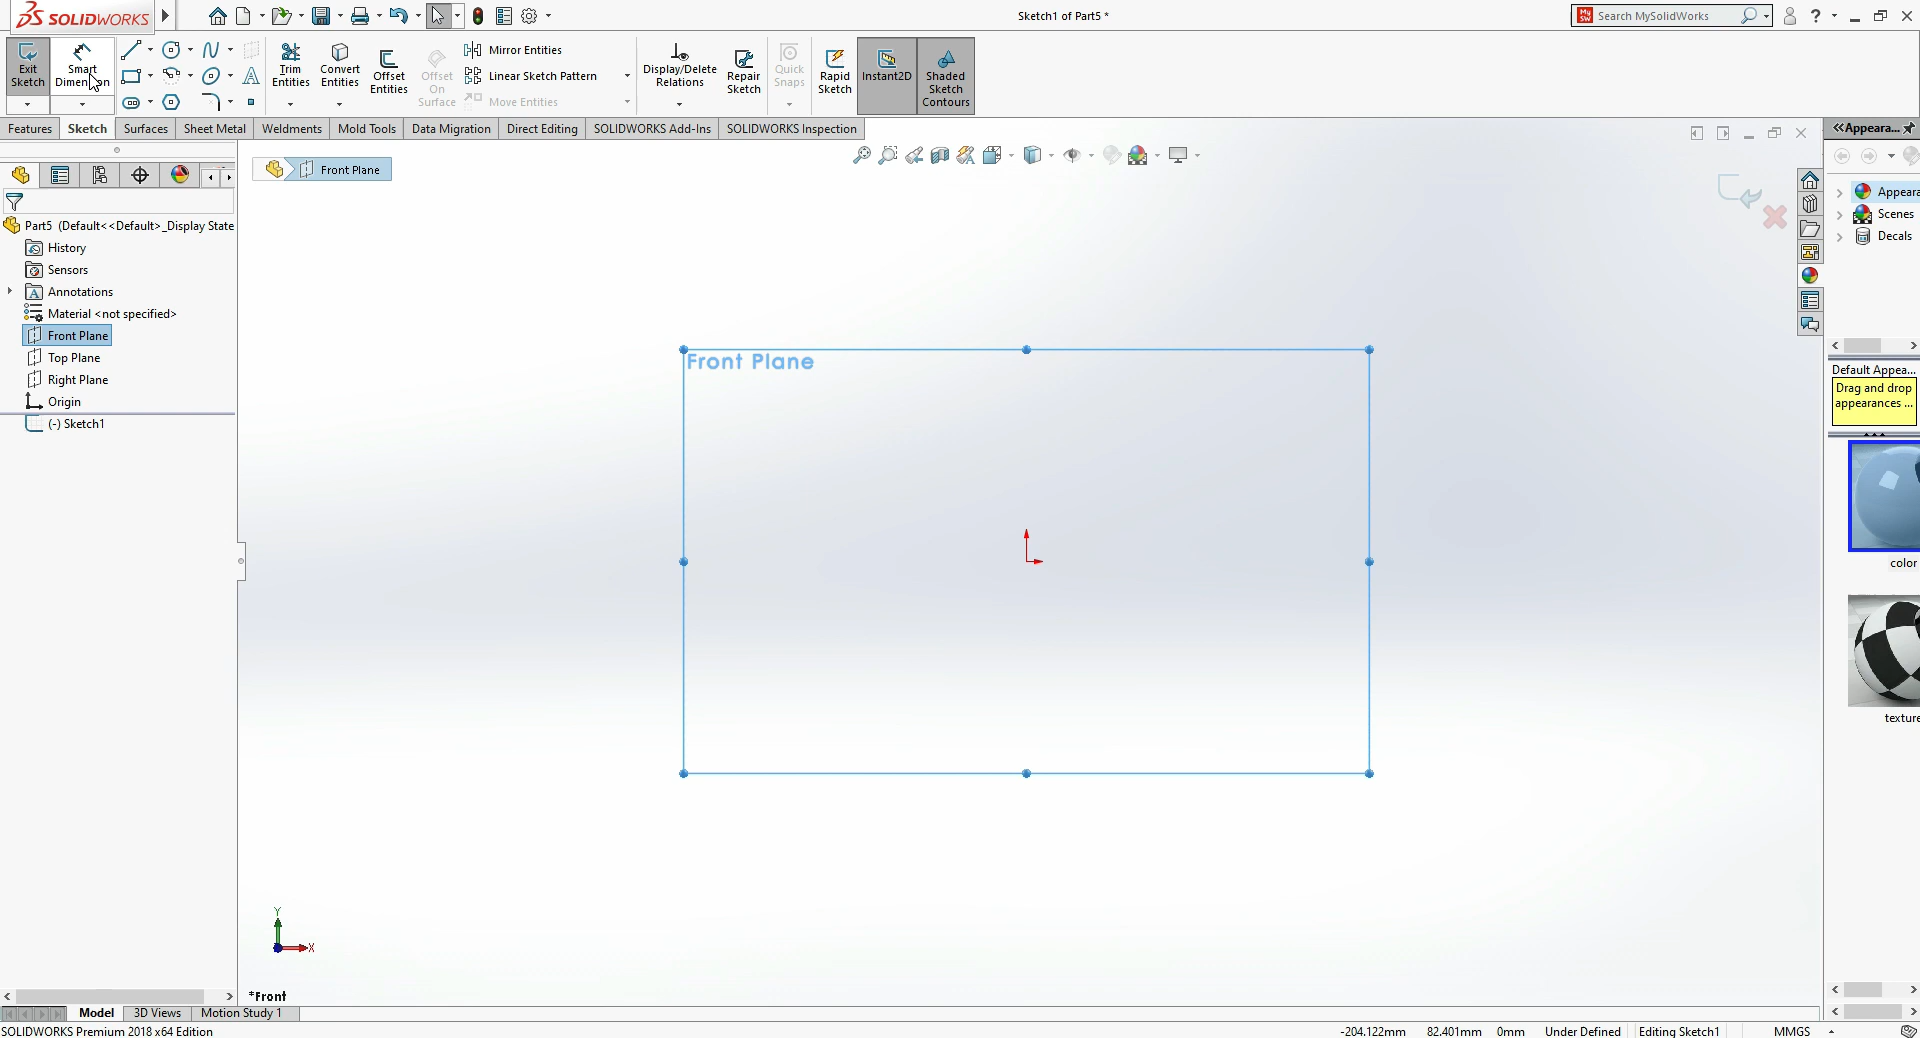 SOLIDWORKS
Sketch1 of Part5 *
Search MySolidWorks
?
Exit Sketch
Smart Dimension
Trim Entities
Convert Entities
Offset Entities
Offset On Surface
Mirror Entities
Linear Sketch Pattern
Move Entities
Display/Delete Relations
Repair Sketch
Quick Snaps
Rapid Sketch
Instant2D
Shaded Sketch Contours
Features
Sketch
Surfaces
Sheet Metal
Weldments
Mold Tools
Data Migration
Direct Editing
SOLIDWORKS Add-Ins
SOLIDWORKS Inspection
Appeara...
Front Plane
Part5 (Default<<Default>_Display State
History
Sensors
Annotations
Material <not specified>
Front Plane
Top Plane
Right Plane
Origin
(-) Sketch1
Front Plane
Appeara
Scenes
Decals
Default Appea...
Drag and drop
appearances ...
color
texture
Y
X
*Front
Model
3D Views
Motion Study 1
SOLIDWORKS Premium 2018 x64 Edition
-204.122mm
82.401mm
0mm
Under Defined
Editing Sketch1
MMGS